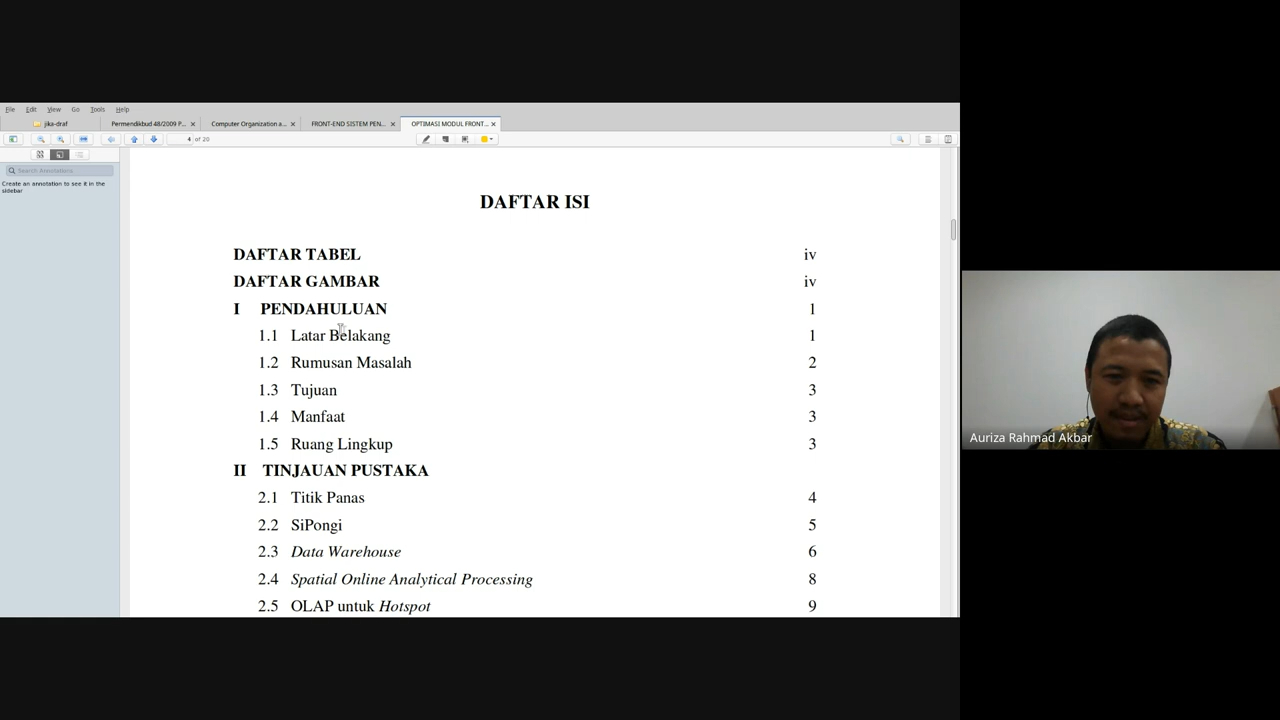 File Edit View Go Tools Help
jika-draf Permendikbud 48/2009 P... Computer Organization a... FRONT-END SISTEM PEN... OPTIMASI MODUL FRONT...
4 of 20
Search Annotations
Create an annotation to see it in the
sidebar
DAFTAR ISI
DAFTAR TABEL iv
DAFTAR GAMBAR iv
I PENDAHULUAN 1
1.1 Latar Belakang 1
1.2 Rumusan Masalah 2
1.3 Tujuan 3
1.4 Manfaat 3
1.5 Ruang Lingkup 3
II TINJAUAN PUSTAKA
2.1 Titik Panas 4
2.2 SiPongi 5
2.3 Data Warehouse 6
2.4 Spatial Online Analytical Processing 8
2.5 OLAP untuk Hotspot 9
Auriza Rahmad Akbar